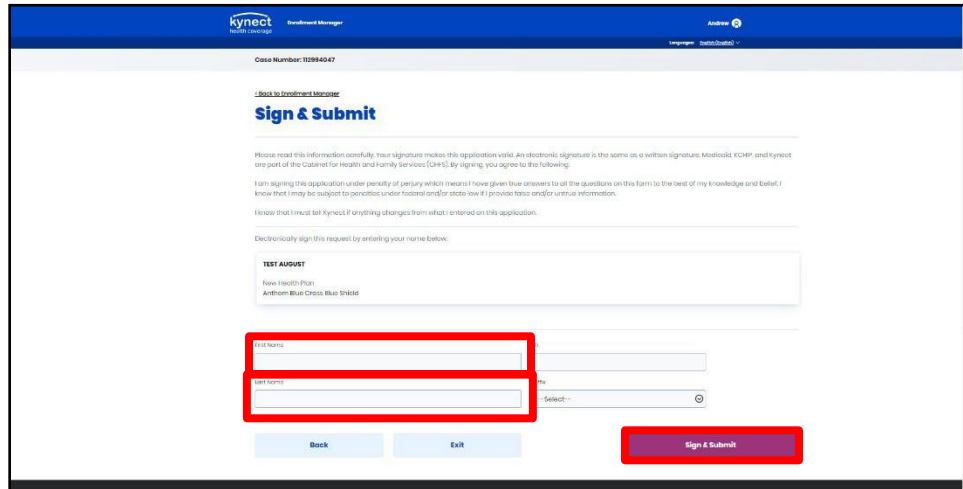 kynect
health coverage
Enrollment Manager
Andrew
Languages: English (English)
Case Number: 112994047
‹ Back to Enrollment Manager
Sign & Submit
Please read this information carefully. Your signature makes this application valid. An electronic signature is the same as a written signature. Medicaid, KCHIP, and Kynect
are part of the Cabinet for Health and Family Services (CHFS). By signing, you agree to the following:
I am signing this application under penalty of perjury which means I have given true answers to all the questions on this form to the best of my knowledge and belief. I
know that I may be subject to penalties under federal and/or state law if I provide false and/or untrue information.
I know that I must tell Kynect if anything changes from what I entered on this application.
Electronically sign this request by entering your name below:
TEST AUGUST
New Health Plan
Anthem Blue Cross Blue Shield
First Name
Last Name
--Select--
Back
Exit
Sign & Submit